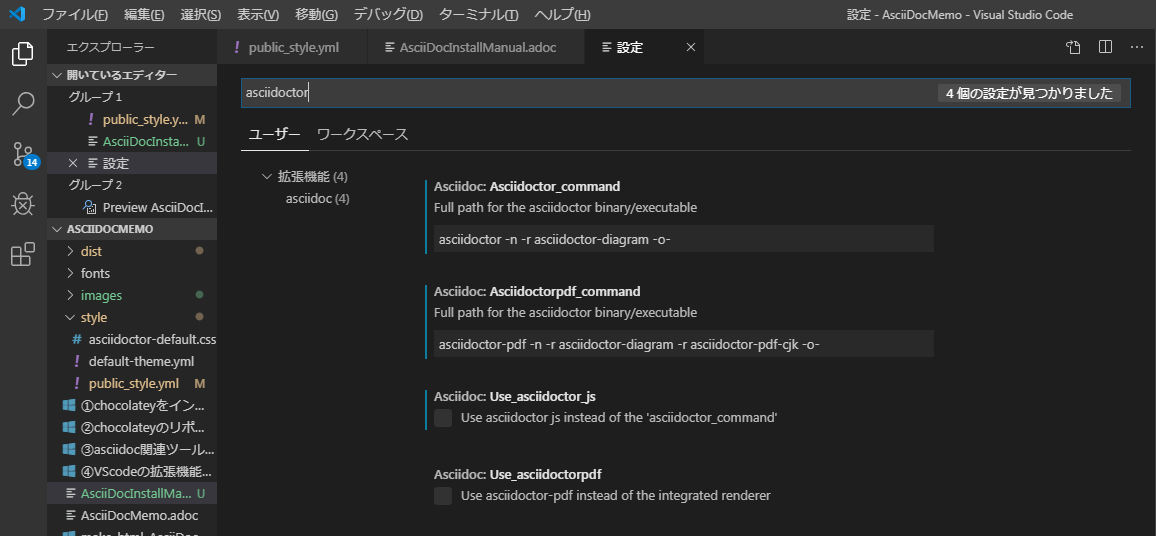 ファイル(F) 編集(E) 選択(S) 表示(V) 移動(G) デバッグ(D) ターミナル(T) ヘルプ(H) 設定 - AsciiDocMemo - Visual Studio Code
エクスプローラー
! public_style.yml
AsciiDocInstallManual.adoc
設定
開いているエディター
グループ 1
! public_style.y... M
AsciiDocInsta... U
設定
グループ 2
Preview AsciiDocI...
ASCIIDOCMEMO
dist
fonts
images
style
# asciidoctor-default.css
! default-theme.yml
! public_style.yml M
①chocolateyをイン...
②chocolateyのリポ...
③asciidoc関連ツール...
④VScodeの拡張機能...
AsciiDocInstallMa... U
AsciiDocMemo.adoc
14
asciidoctor
4 個の設定が見つかりました
ユーザー ワークスペース
拡張機能 (4)
asciidoc (4)
Asciidoc: Asciidoctor_command
Full path for the asciidoctor binary/executable
asciidoctor -n -r asciidoctor-diagram -o-
Asciidoc: Asciidoctorpdf_command
Full path for the asciidoctor binary/executable
asciidoctor-pdf -n -r asciidoctor-diagram -r asciidoctor-pdf-cjk -o-
Asciidoc: Use_asciidoctor_js
Use asciidoctor js instead of the 'asciidoctor_command'
Asciidoc: Use_asciidoctorpdf
Use asciidoctor-pdf instead of the integrated renderer